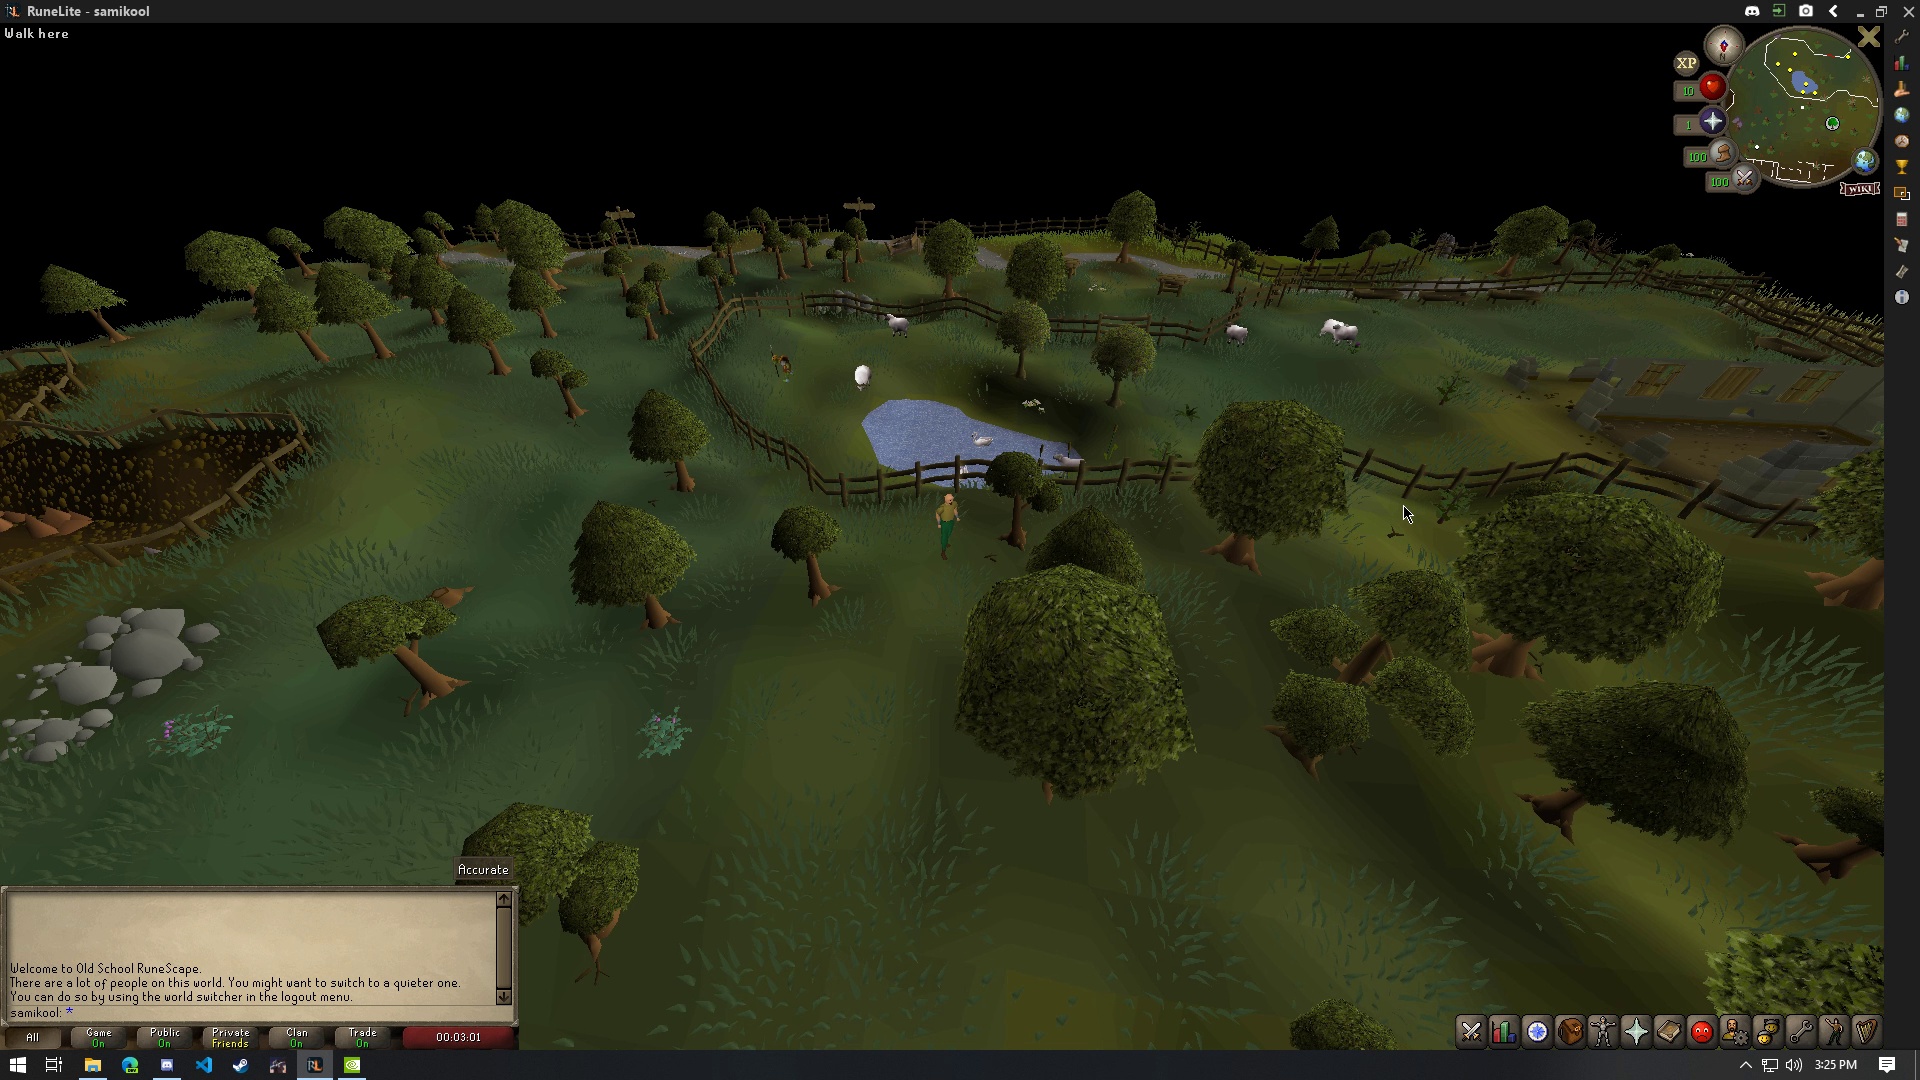 RuneLite - samikool
Walk here
N
XP
10
1
100
100
WIKI
Accurate
Welcome to Old School RuneScape.
There are a lot of people on this world. You might want to switch to a quieter one.
You can do so by using the world switcher in the logout menu.
samikool: *
All
Game
On
Public
On
Private
Friends
Clan
On
Trade
On
00:03:01
3:25 PM